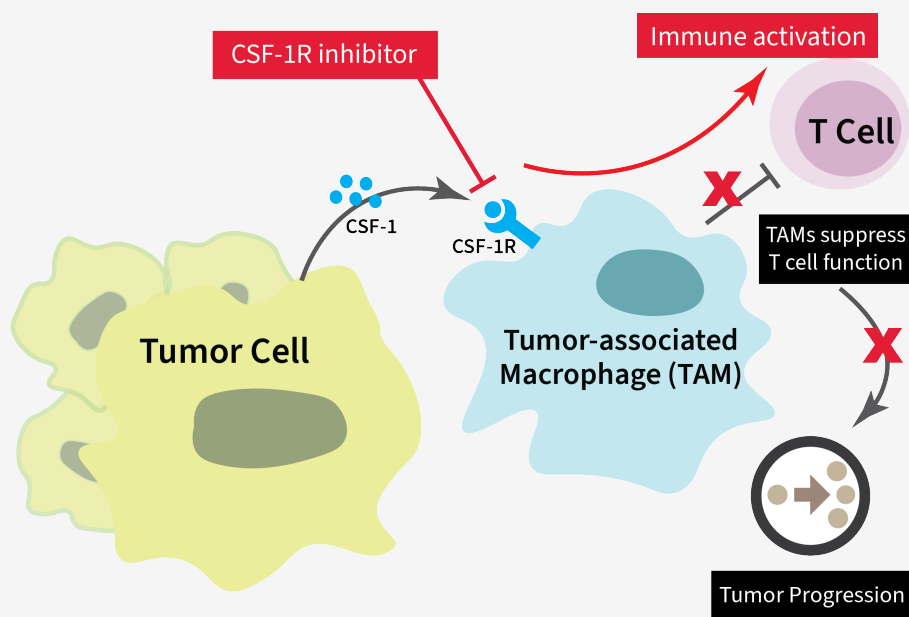 CSF-1R inhibitor
Immune activation
T Cell
CSF-1
CSF-1R
TAMs suppress
T cell function
Tumor Cell
Tumor-associated
Macrophage (TAM)
Tumor Progression